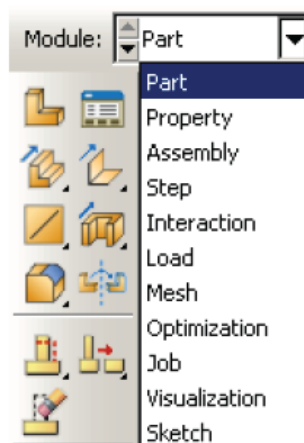 Module: Part
Part
Property
Assembly
Step
Interaction
Load
Mesh
Optimization
Job
Visualization
Sketch